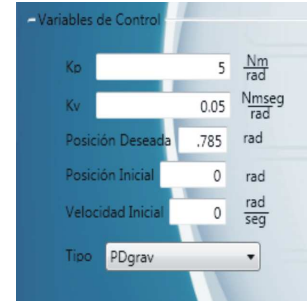 Variables de Control
Kp 5 Nm/rad
Kv 0.05 Nmseg/rad
Posición Deseada .785 rad
Posición Inicial 0 rad
Velocidad Inicial 0 rad/seg
Tipo PDgrav